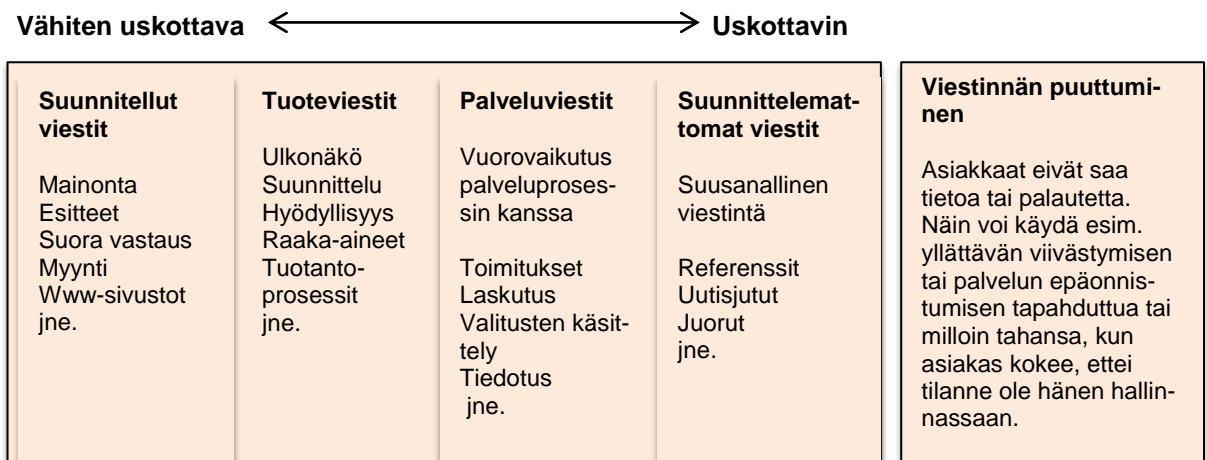 Vähiten uskottava
Uskottavin
Suunnitellut
viestit
Mainonta
Esitteet
Suora vastaus
Myynti
Www-sivustot
jne.
Tuoteviestit
Ulkonäkö
Suunnittelu
Hyödyllisyys
Raaka-aineet
Tuotanto-
prosessit
jne.
Palveluviestit
Vuorovaikutus
palveluproses-
sin kanssa
Toimitukset
Laskutus
Valitusten käsit-
tely
Tiedotus
jne.
Suunnittelemat-
tomat viestit
Suusanallinen
viestintä
Referenssit
Uutisjutut
Juorut
jne.
Viestinnän puuttumi-
nen
Asiakkaat eivät saa
tietoa tai palautetta.
Näin voi käydä esim.
yllättävän viivästymisen
tai palvelun epäonnis-
tumisen tapahduttua tai
milloin tahansa, kun
asiakas kokee, ettei
tilanne ole hänen hallin-
nassaan.